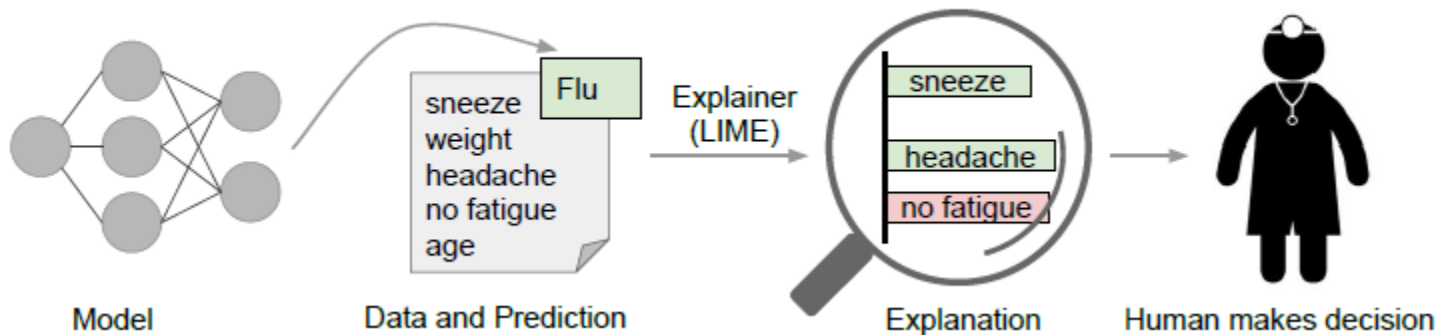 Flu
sneeze
weight
headache
no fatigue
age
Explainer
(LIME)
sneeze
headache
no fatigue
Model
Data and Prediction
Explanation
Human makes decision